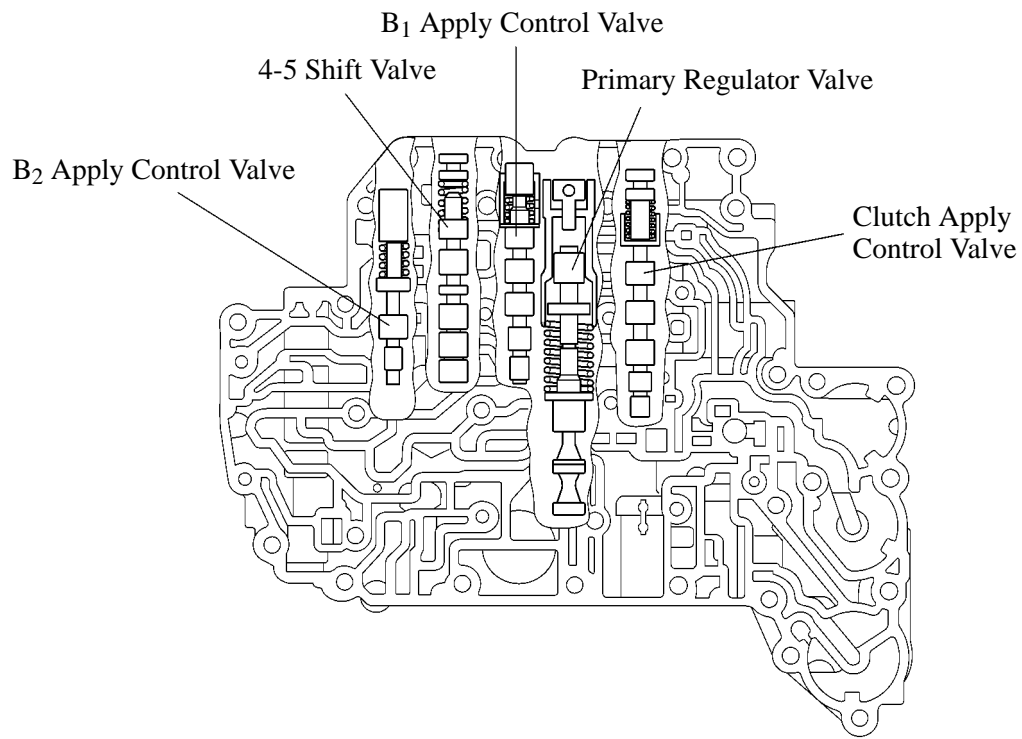 B1 Apply Control Valve
4-5 Shift Valve
Primary Regulator Valve
B2 Apply Control Valve
Clutch Apply
Control Valve